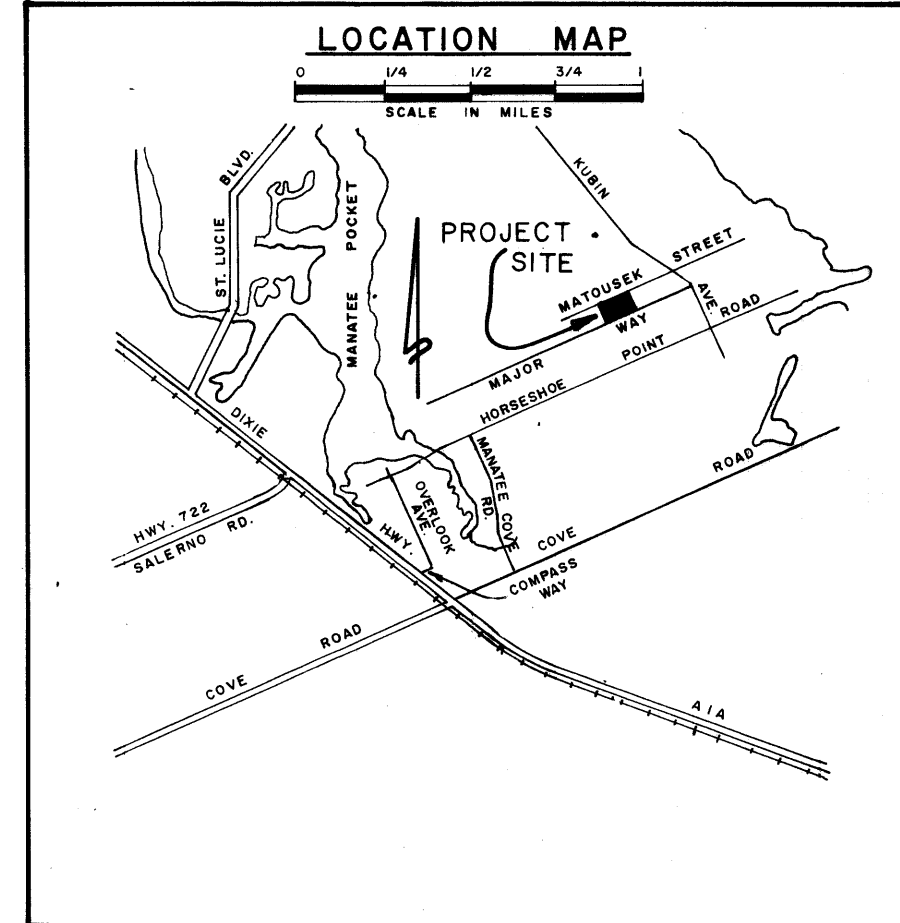 LOCATION MAP
0 1/4 1/2 3/4 1
SCALE IN MILES
ST. LUCIE BLVD.
MANATEE POCKET
KUBIN AVE.
PROJECT
SITE
MATOUSEK STREET
MAJOR WAY
HORSESHOE POINT ROAD
DIXIE HWY.
MANATEE COVE RD.
OVERLOOK
AVE.
HWY. 722
SALERNO RD.
COVE ROAD
COMPASS
WAY
COVE ROAD
A1A